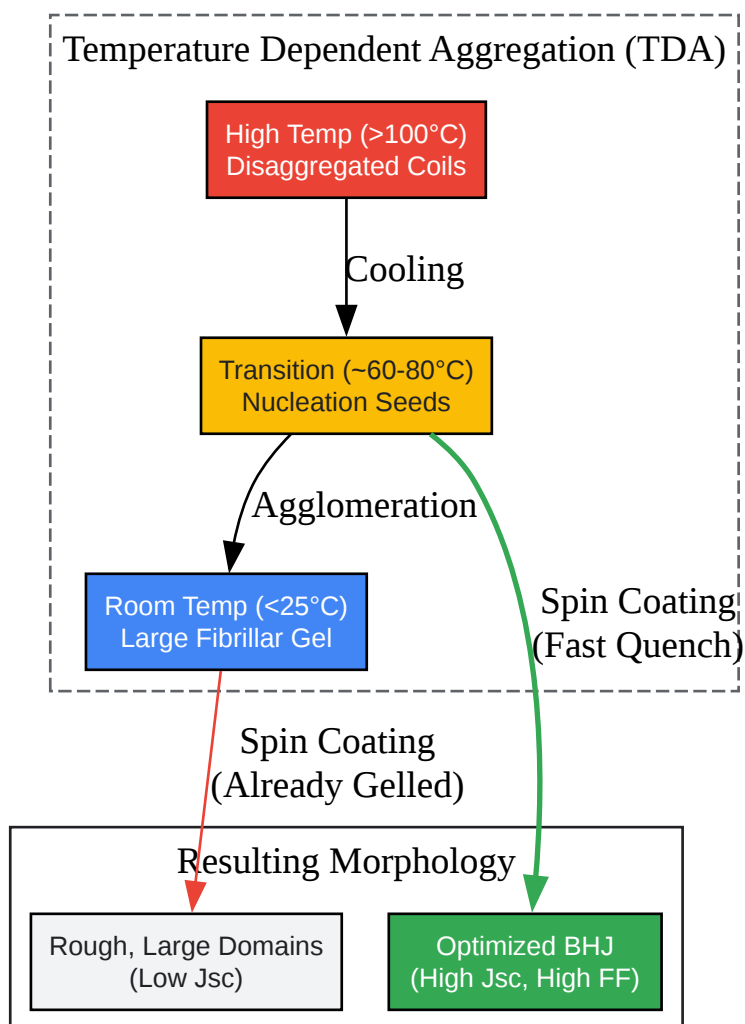 Temperature Dependent Aggregation (TDA)
High Temp (>100°C)
Disaggregated Coils
Cooling
Transition (~60-80°C)
Nucleation Seeds
Agglomeration
Room Temp (<25°C)
Large Fibrillar Gel
Spin Coating
(Fast Quench)
Spin Coating
(Already Gelled)
Resulting Morphology
Rough, Large Domains
(Low Jsc)
Optimized BHJ
(High Jsc, High FF)